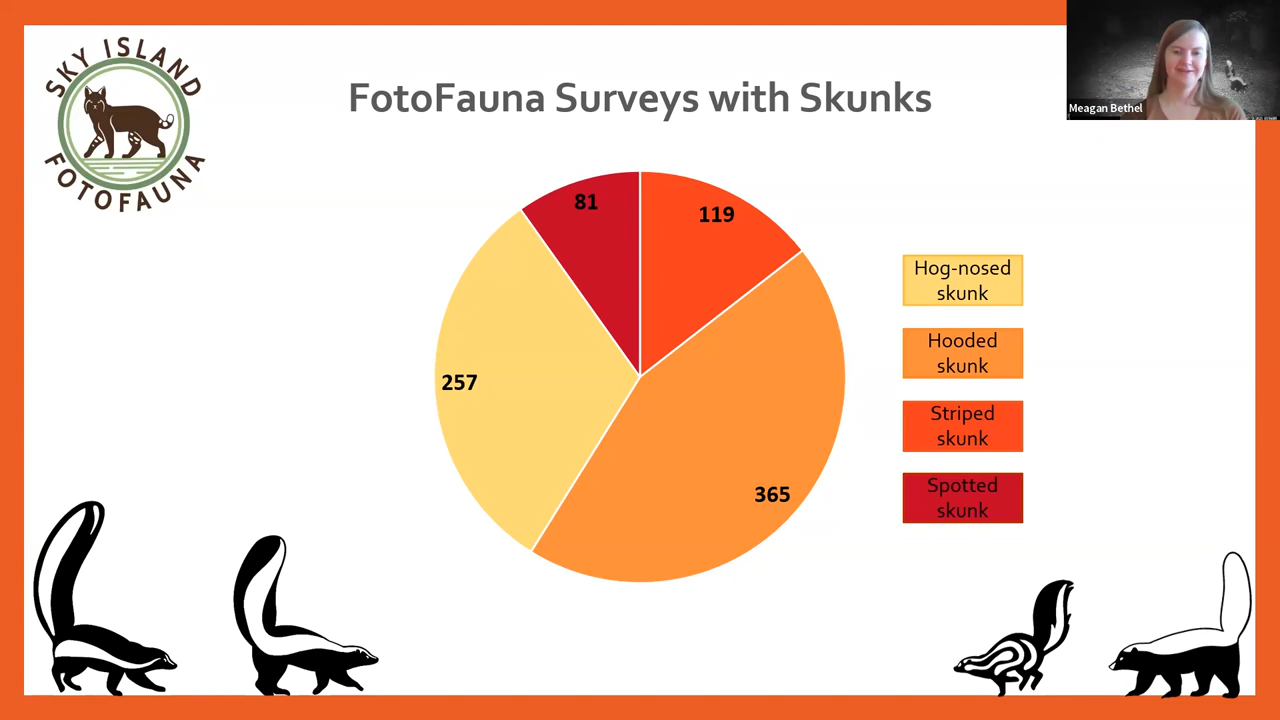 SKY ISLAND
FOTOFAUNA
FotoFauna Surveys with Skunks
Meagan Bethel
81
119
257
365
Hog-nosed
skunk
Hooded
skunk
Striped
skunk
Spotted
skunk